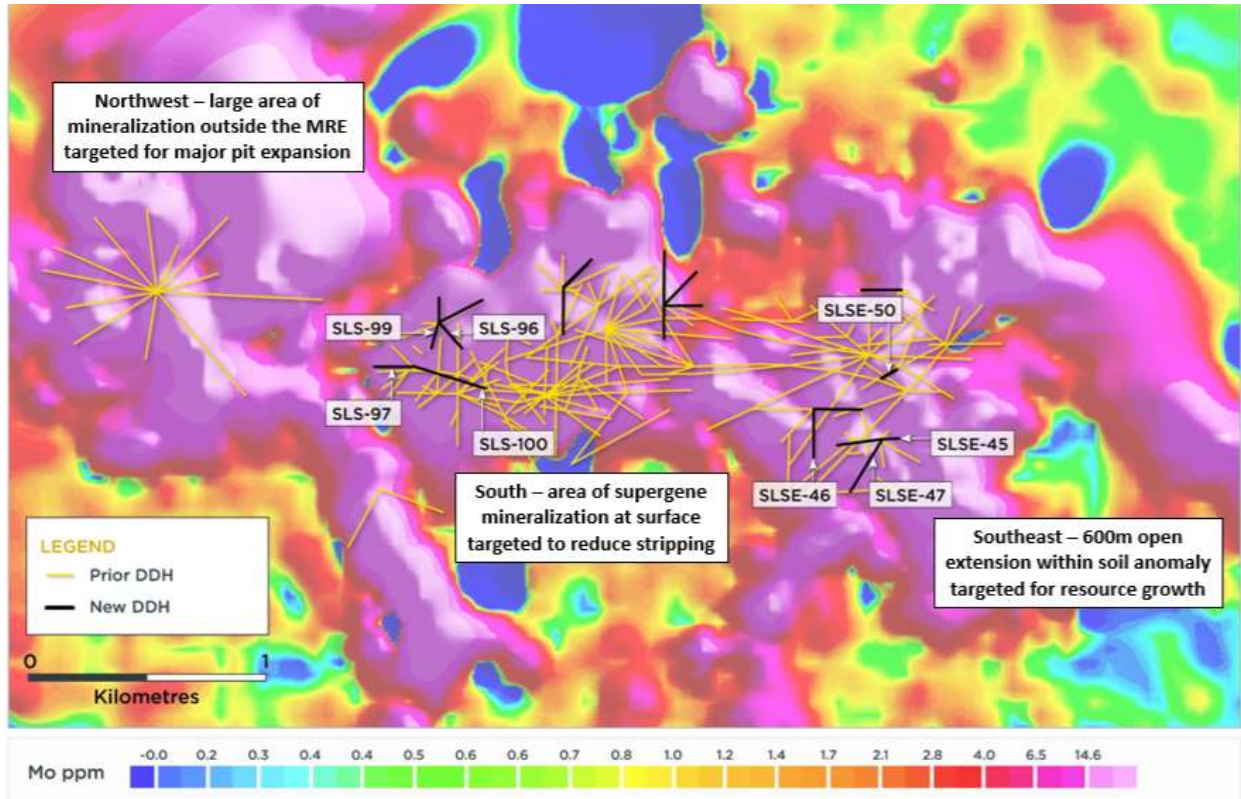 Northwest – large area of
mineralization outside the MRE
targeted for major pit expansion
SLSE-50
SLS-99
SLS-96
SLS-97
SLS-100
SLSE-45
SLSE-46
SLSE-47
South – area of supergene
mineralization at surface
targeted to reduce stripping
Southeast – 600m open
extension within soil anomaly
targeted for resource growth
LEGEND
Prior DDH
New DDH
0 1
Kilometres
-0.0 0.2 0.3 0.4 0.4 0.5 0.6 0.6 0.7 0.8 1.0 1.2 1.4 1.7 2.1 2.8 4.0 6.5 14.6
Mo ppm